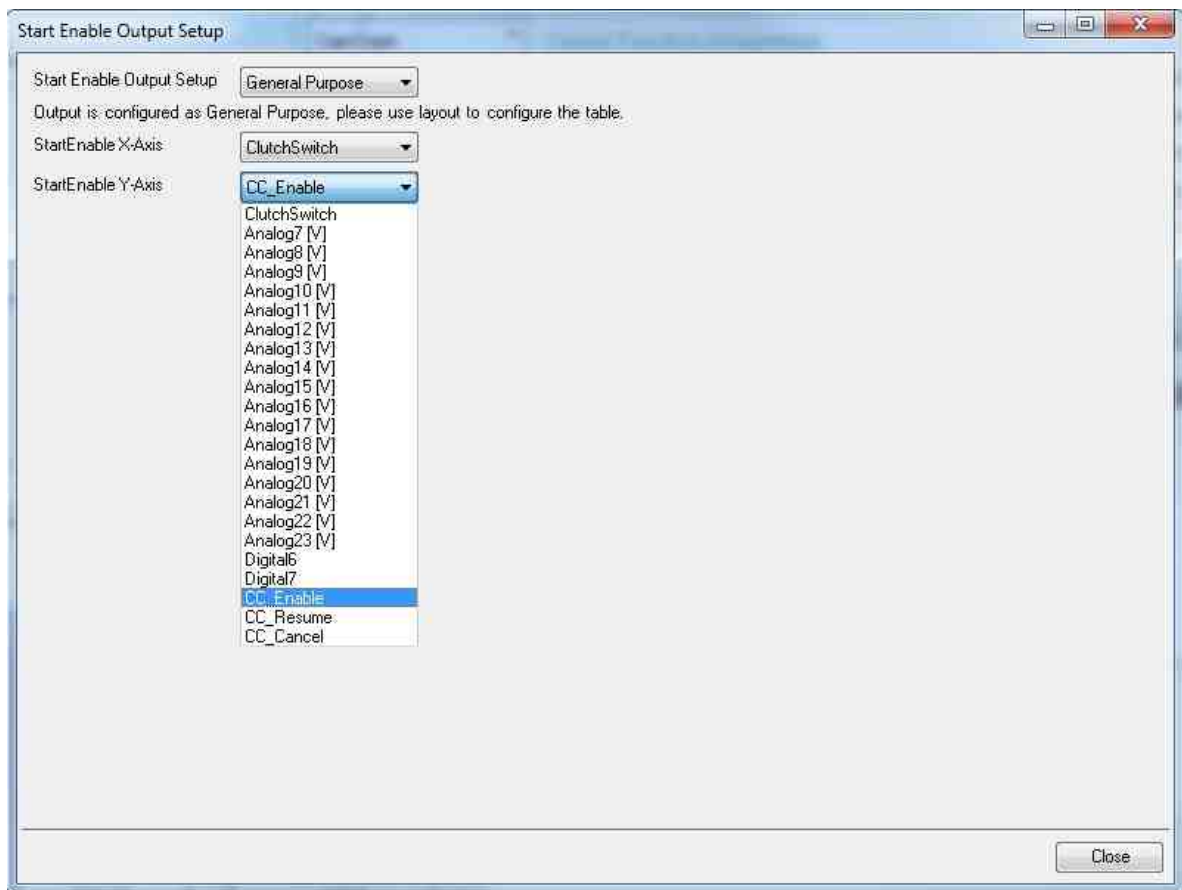 Start Enable Output Setup
Start Enable Output Setup General Purpose
Output is configured as General Purpose, please use layout to configure the table.
StartEnable X-Axis ClutchSwitch
StartEnable Y-Axis CC_Enable
ClutchSwitch
Analog7 [V]
Analog8 [V]
Analog9 [V]
Analog10 [V]
Analog11 [V]
Analog12 [V]
Analog13 [V]
Analog14 [V]
Analog15 [V]
Analog16 [V]
Analog17 [V]
Analog18 [V]
Analog19 [V]
Analog20 [V]
Analog21 [V]
Analog22 [V]
Analog23 [V]
Digital6
Digital7
CC_Enable
CC_Resume
CC_Cancel
Close